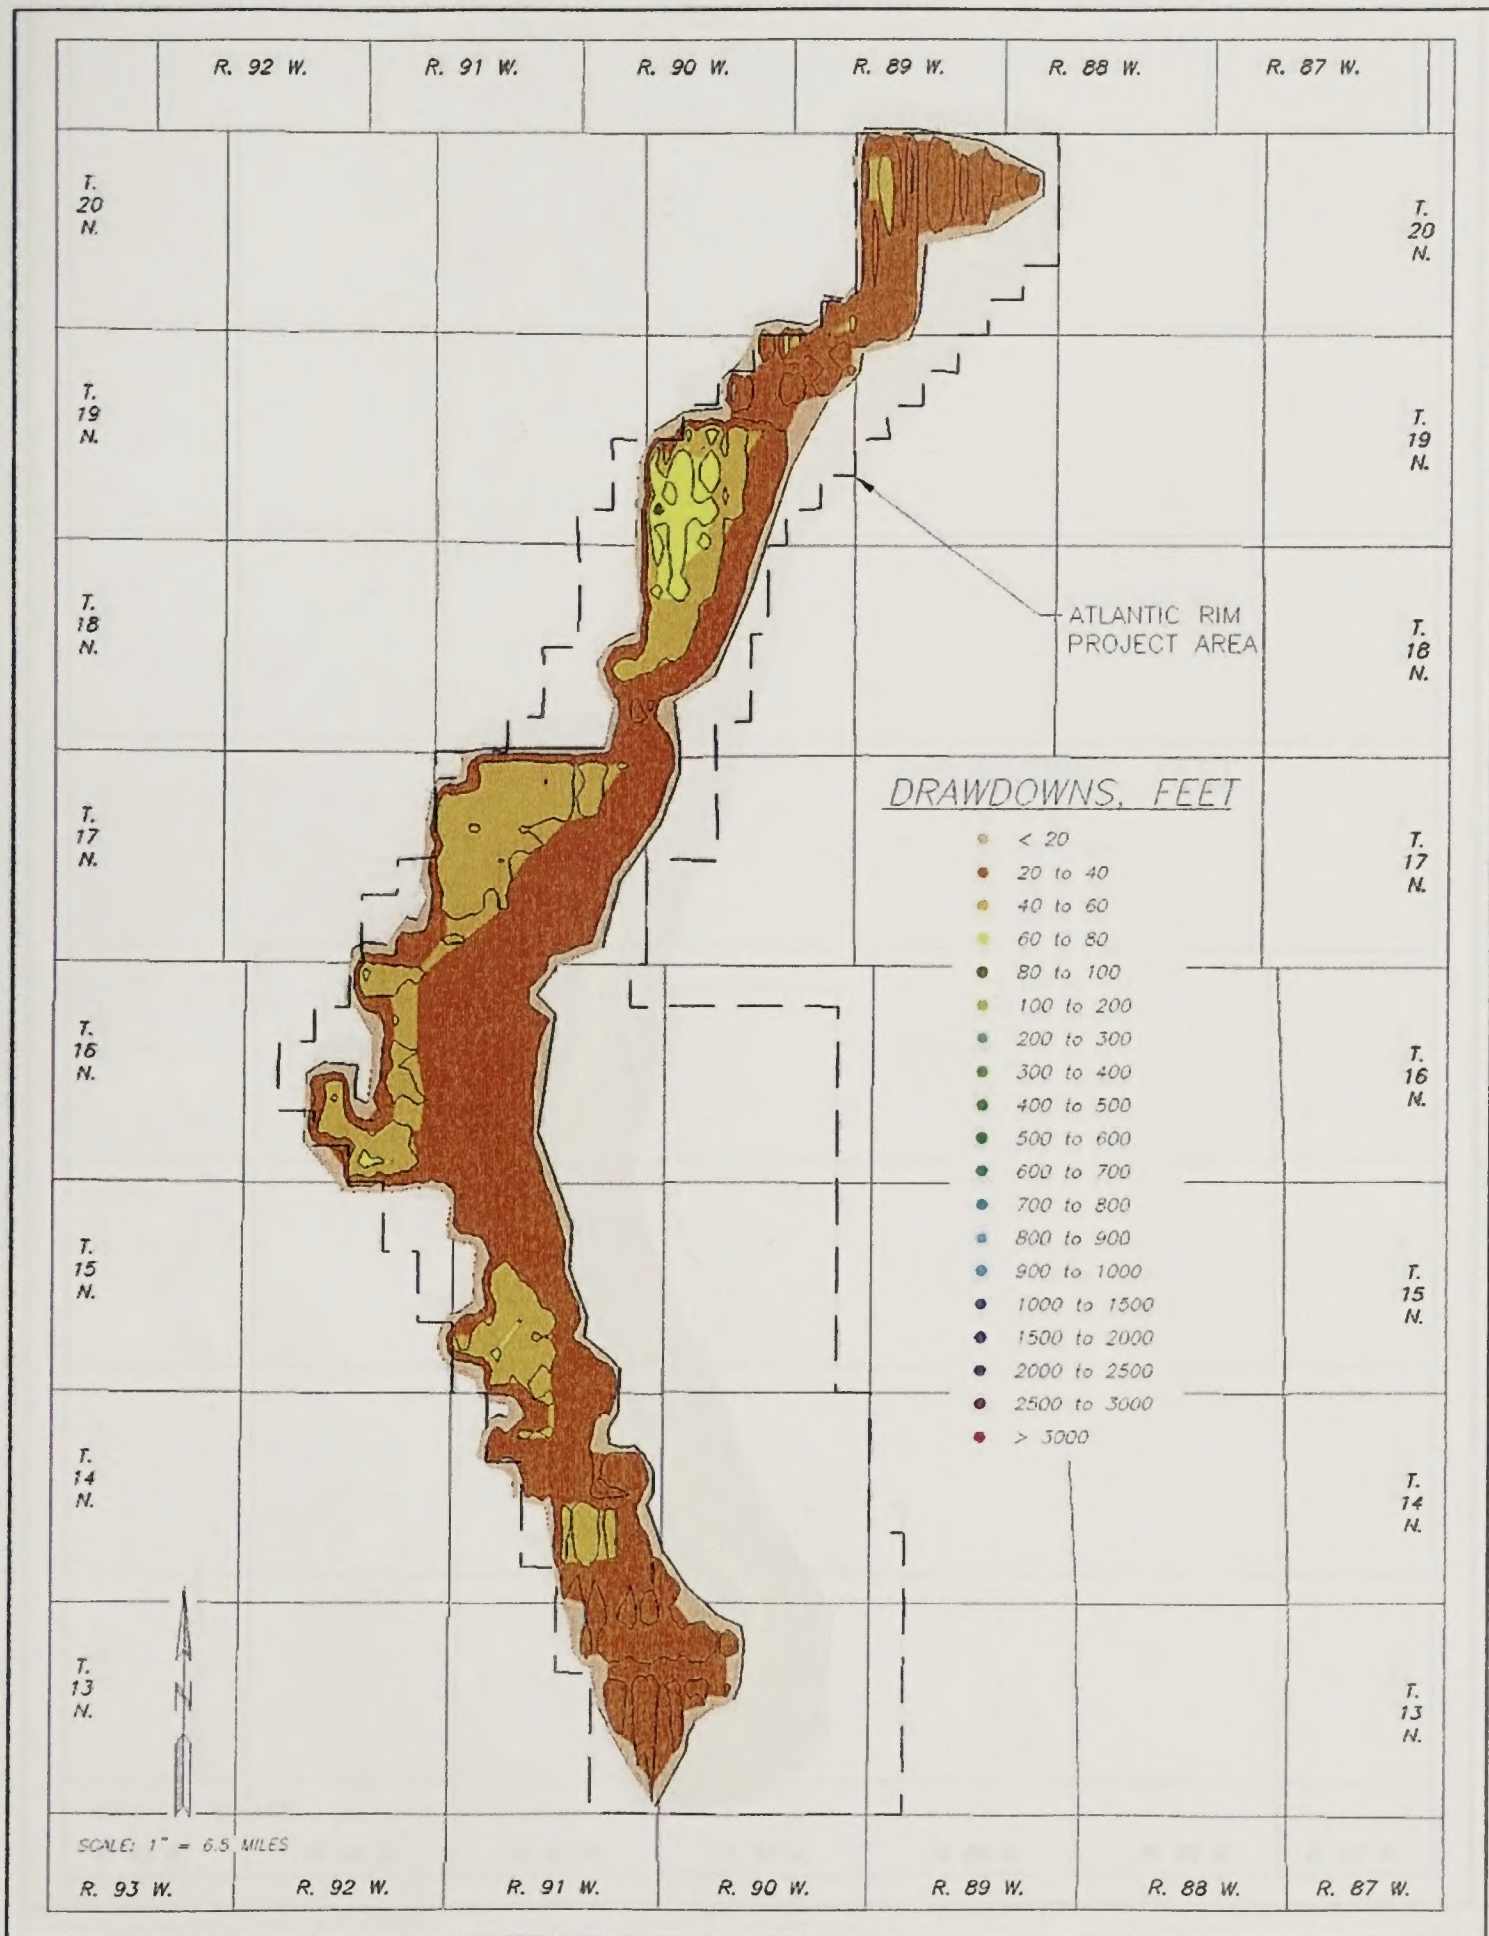 R. 92 W. R. 91 W. R. 90 W. R. 89 W. R. 88 W. R. 87 W.
T.
20
N.
T.
20
N.
T.
19
N.
T.
19
N.
T.
18
N.
ATLANTIC RIM
PROJECT AREA
T.
18
N.
T.
17
N.
DRAWDOWNS, FEET
< 20
20 to 40
40 to 60
60 to 80
80 to 100
100 to 200
200 to 300
300 to 400
400 to 500
500 to 600
600 to 700
700 to 800
800 to 900
900 to 1000
1000 to 1500
1500 to 2000
2000 to 2500
2500 to 3000
> 3000
T.
17
N.
T.
16
N.
T.
16
N.
T.
15
N.
T.
15
N.
T.
14
N.
T.
14
N.
T.
13
N.
N
T.
13
N.
SCALE: 1" = 6.5 MILES
R. 93 W. R. 92 W. R. 91 W. R. 90 W. R. 89 W. R. 88 W. R. 87 W.